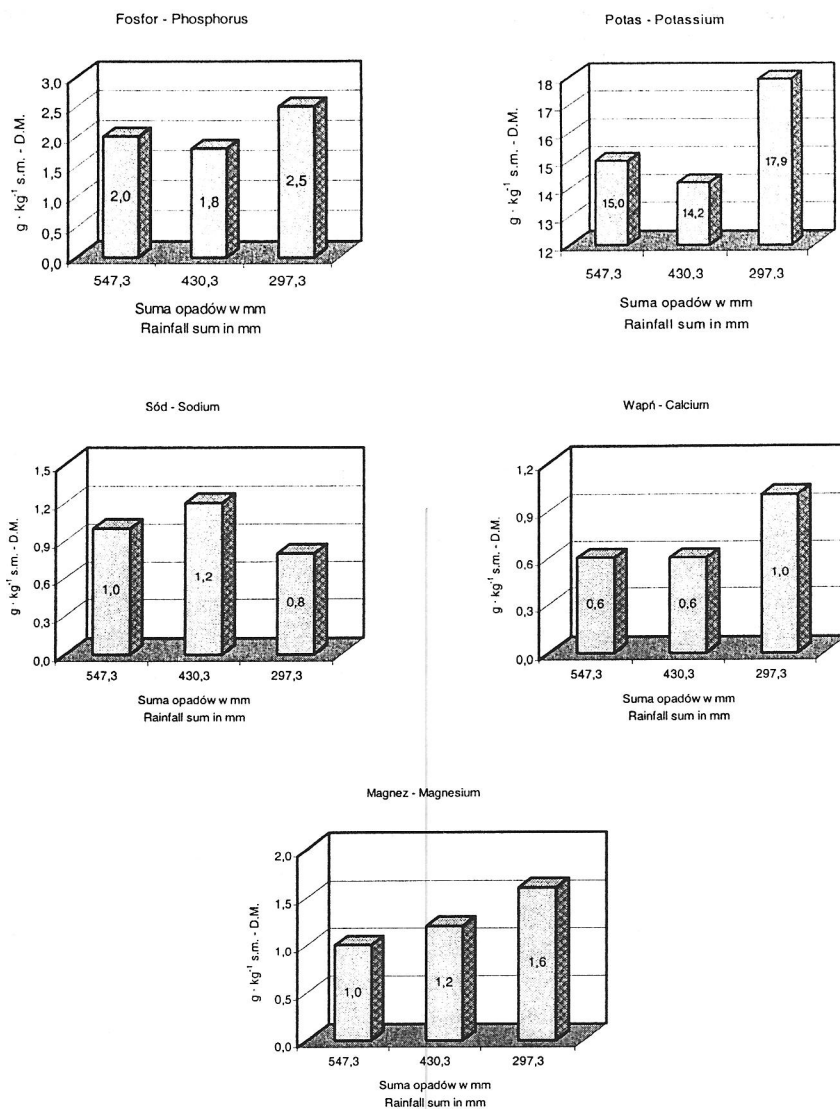 Fosfor - Phosphorus
g · kg⁻¹ s.m. - D.M.
3,0
2,5
2,0
1,5
1,0
0,5
0,0
2,0
1,8
2,5
547,3 430,3 297,3
Suma opadów w mm
Rainfall sum in mm
Potas - Potassium
g · kg⁻¹ s.m. - D.M.
18
17
16
15
14
13
12
15,0
14,2
17,9
547,3 430,3 297,3
Suma opadów w mm
Rainfall sum in mm
Sód - Sodium
g · kg⁻¹ s.m. - D.M.
1,5
1,2
0,9
0,6
0,3
0,0
1,0
1,2
0,8
547,3 430,3 297,3
Suma opadów w mm
Rainfall sum in mm
Wapń - Calcium
g · kg⁻¹ s.m. - D.M.
1,2
0,9
0,6
0,3
0,0
0,6
0,6
1,0
547,3 430,3 297,3
Suma opadów w mm
Rainfall sum in mm
Magnez - Magnesium
g · kg⁻¹ s.m. - D.M.
2,0
1,5
1,0
0,5
0,0
1,0
1,2
1,6
547,3 430,3 297,3
Suma opadów w mm
Rainfall sum in mm